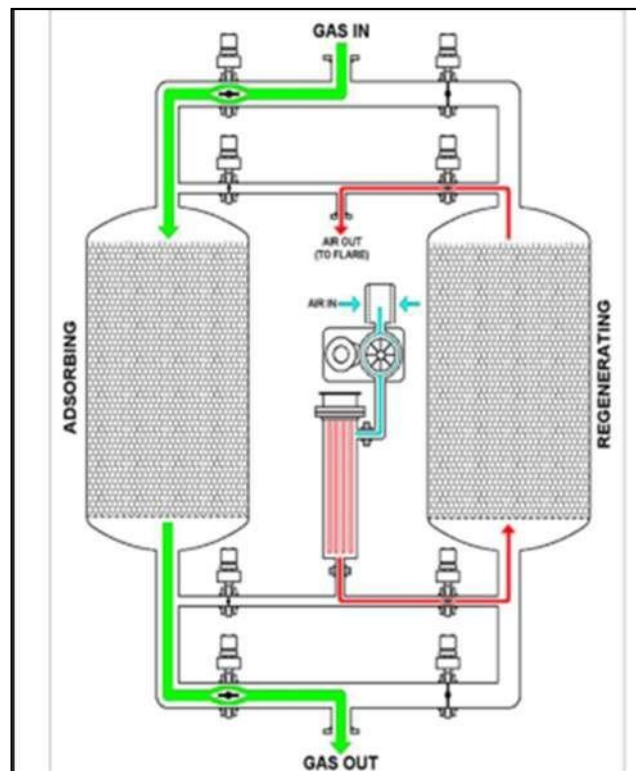 GAS IN
AIR OUT
(TO FLARE)
AIR IN
ADSORBING
REGENERATING
GAS OUT